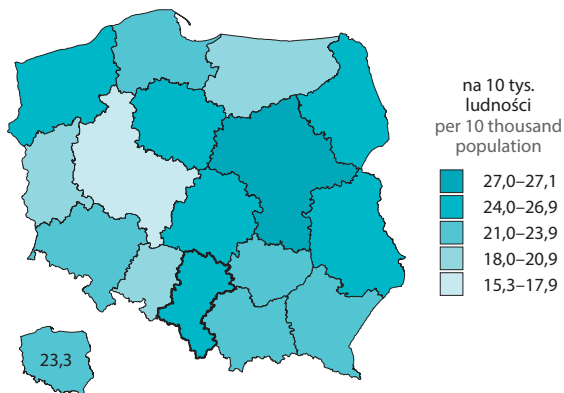 na 10 tys.
ludności
per 10 thousand
population
27,0–27,1
24,0–26,9
21,0–23,9
18,0–20,9
15,3–17,9
23,3